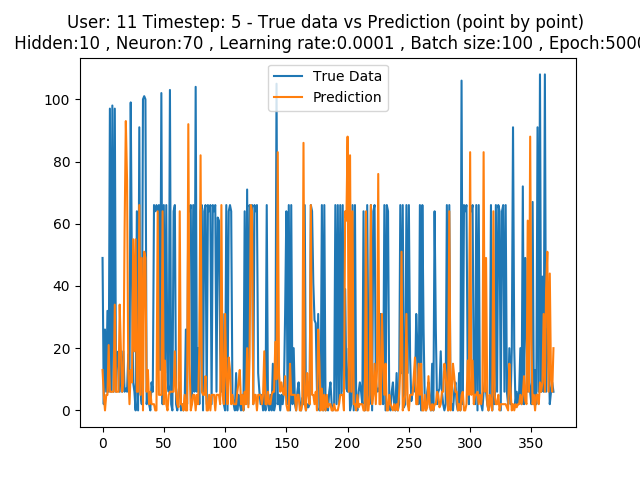 User: 11 Timestep: 5 - True data vs Prediction (point by point)
Hidden:10 , Neuron:70 , Learning rate:0.0001 , Batch size:100 , Epoch:5000
True Data
Prediction
100
80
60
40
20
0
0 50 100 150 200 250 300 350